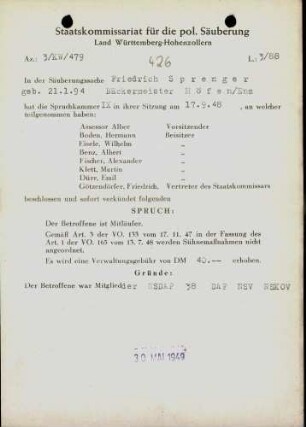 Staatskommissariat für die pol. Säuberung
Land Württemberg-Hohenzollern
Az.: 3/KW/479
426
L.: 3/88
In der Säuberungssache Friedrich Sprenger
geb. 21.1.94 Bäckermeister Höfen/Enz
hat die Spruchkammer IX in ihrer Sitzung am 17.9.48, an welcher
teilgenommen haben:
Assessor Alber Vorsitzender
Boden, Hermann Beisitzer
Eisele, Wilhelm
Benz, Albert
Fischer, Alexander
Klett, Martin
Dürr, Emil
Götzendörfer, Friedrich, Vertreter des Staatskommissars
beschlossen und sofort verkündet folgenden
SPRUCH:
Der Betroffene ist Mitläufer.
Gemäß Art. 3 der VO. 133 vom 17. 11. 47 in der Fassung des
Art. 1 der VO. 165 vom 13. 7. 48 werden Sühnemaßnahmen nicht
angeordnet.
Es wird eine Verwaltungsgebühr von DM 40.-- erhoben.
Gründe:
Der Betroffene war Mitglied der NSDAP 38 DAF NSV NSKOV
20 MAI 1949